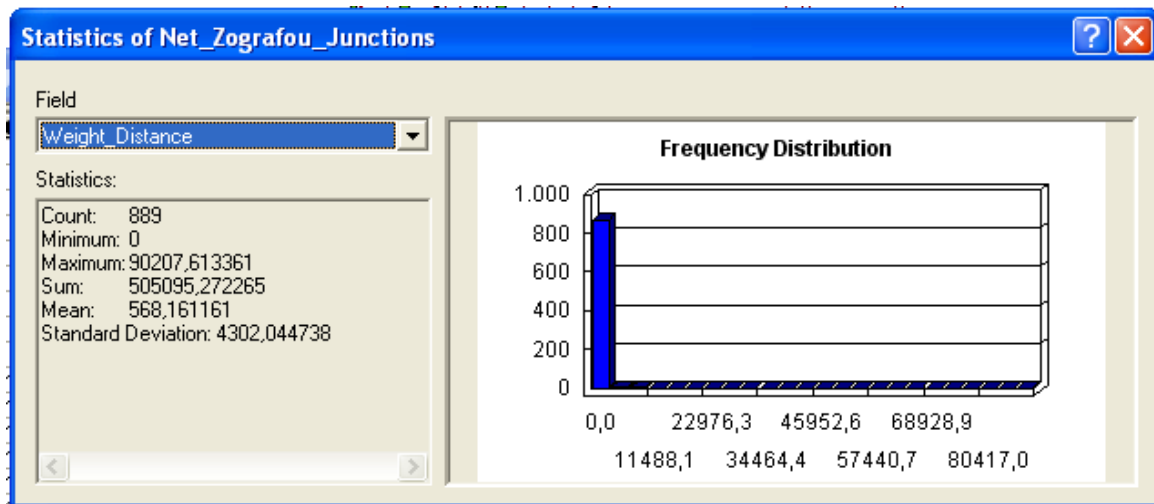 Statistics of Net_Zografou_Junctions
Field
Weight_Distance
Statistics:
Count: 889
Minimum: 0
Maximum: 90207,613361
Sum: 505095,272265
Mean: 568,161161
Standard Deviation: 4302,044738
Frequency Distribution
1.000
800
600
400
200
0
0,0 22976,3 45952,6 68928,9
11488,1 34464,4 57440,7 80417,0